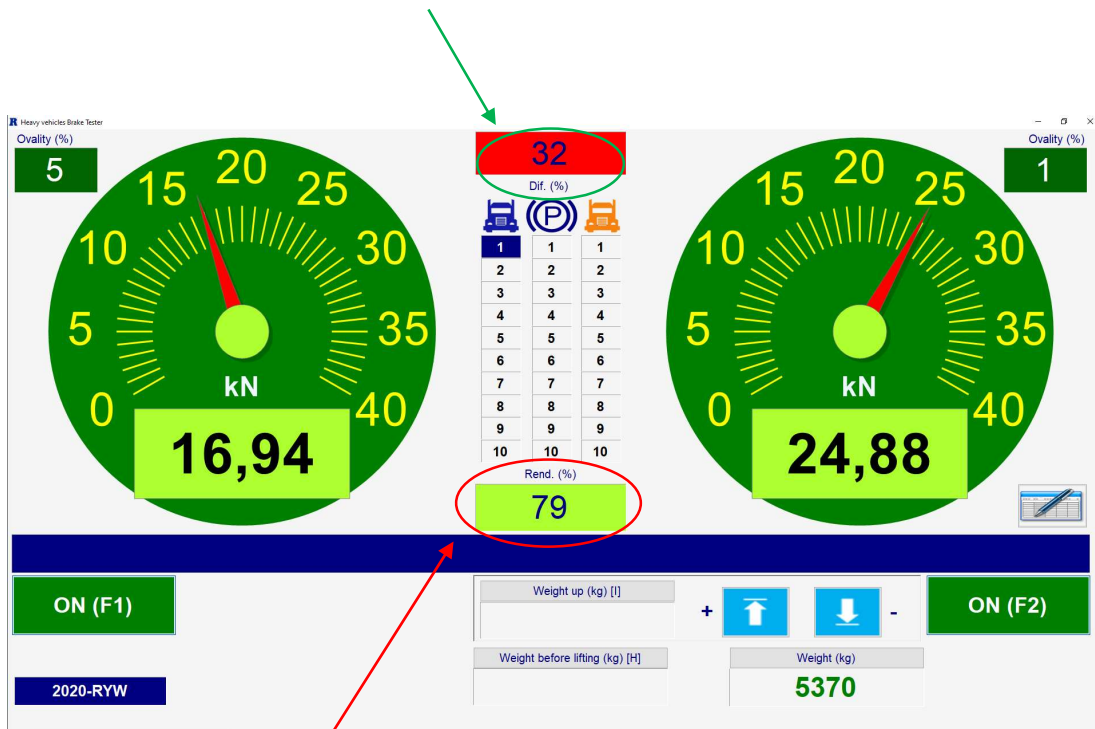 R Heavy vehicles Brake Tester
Ovality (%)
5
0
5
10
15
20
25
30
35
40
kN
16,94
32
Dif. (%)
P
1 1 1
2 2 2
3 3 3
4 4 4
5 5 5
6 6 6
7 7 7
8 8 8
9 9 9
10 10 10
Rend. (%)
79
Ovality (%)
1
0
5
10
15
20
25
30
35
40
kN
24,88
ON (F1)
Weight up (kg) [I]
+ -
ON (F2)
Weight before lifting (kg) [H]
Weight (kg)
5370
2020-RYW